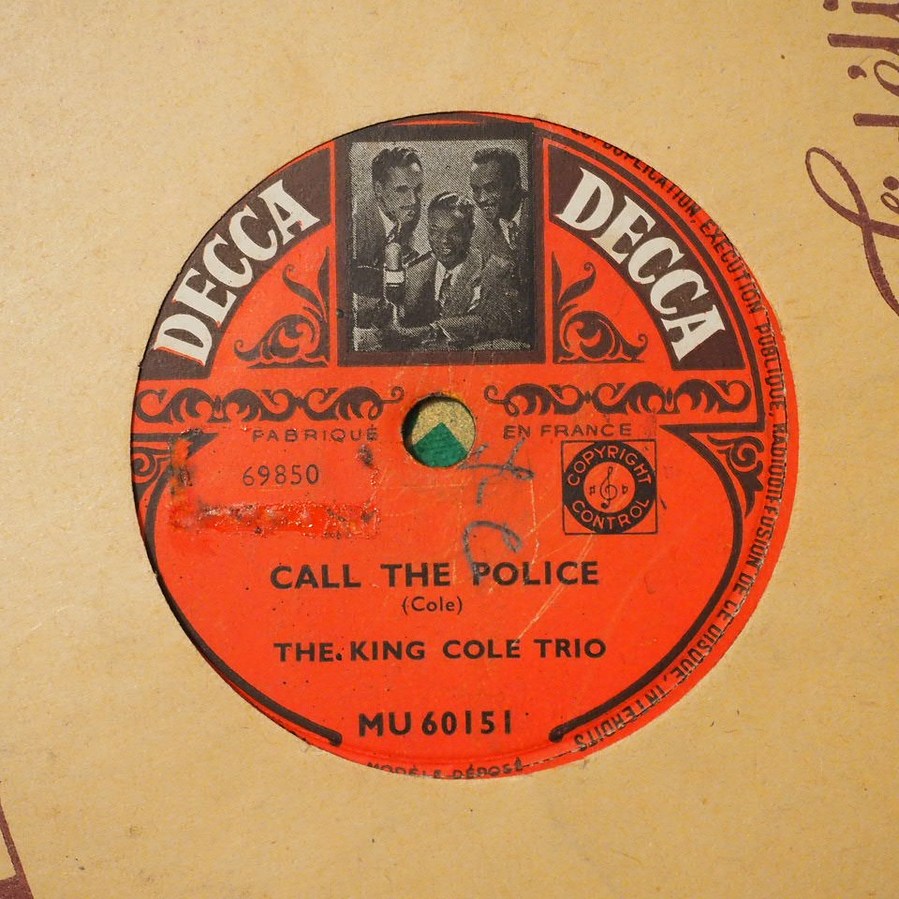 DECCA
DECCA
DUPLICATION, EXÉCUTION PUBLIQUE, RADIODIFFUSION DE CE DISQUE, INTERDITS
FABRIQUÉ EN FRANCE
69850
COPYRIGHT CONTROL
CALL THE POLICE
(Cole)
THE KING COLE TRIO
MU 60151
MODÈLE DÉPOSÉ